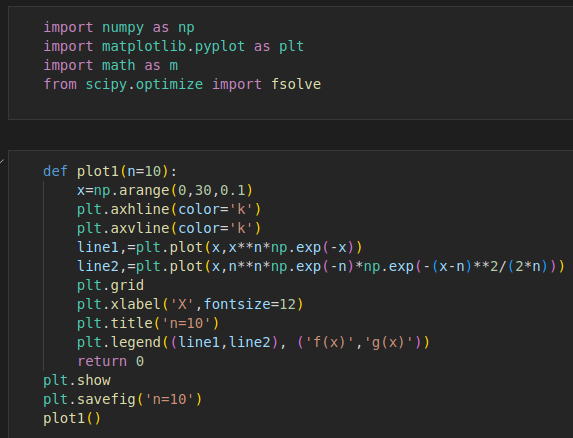 import numpy as np
import matplotlib.pyplot as plt
import math as m
from scipy.optimize import fsolve
def plot1(n=10):
    x=np.arange(0,30,0.1)
    plt.axhline(color='k')
    plt.axvline(color='k')
    line1,=plt.plot(x,x**n*np.exp(-x))
    line2,=plt.plot(x,n**n*np.exp(-n)*np.exp(-(x-n)**2/(2*n)))
    plt.grid
    plt.xlabel('X',fontsize=12)
    plt.title('n=10')
    plt.legend((line1,line2), ('f(x)','g(x)'))
    return 0
plt.show
plt.savefig('n=10')
plot1()